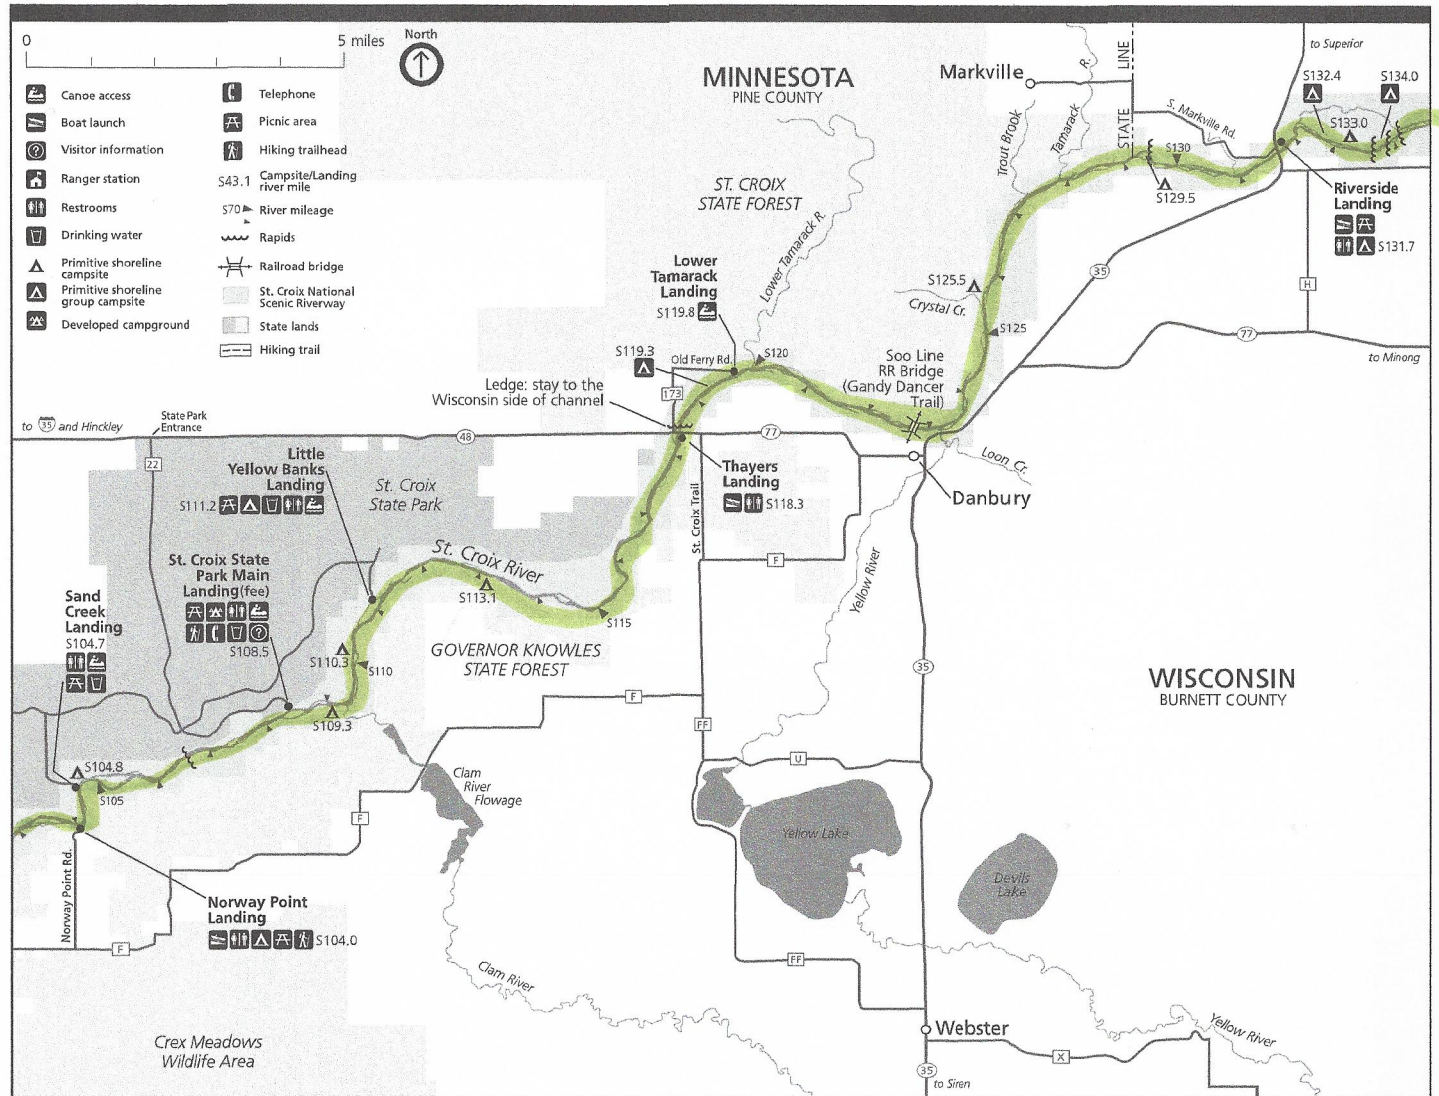 0
5 miles
North
Canoe access
Boat launch
Visitor information
Ranger station
Restrooms
Drinking water
Primitive shoreline
campsite
Primitive shoreline
group campsite
Developed campground
Telephone
Picnic area
Hiking trailhead
S43.1
Campsite/Landing
river mile
S70
River mileage
Rapids
Railroad bridge
St. Croix National
Scenic Riverway
State lands
Hiking trail
MINNESOTA
PINE COUNTY
ST. CROIX
STATE FOREST
Lower Tamarack R.
Markville
Trout Brook
Tamarack
R.
STATE
LINE
S. Markville Rd.
to Superior
S132.4
S134.0
S133.0
S130
S129.5
Riverside
Landing
S131.7
35
H
77
to Minong
S125.5
Crystal Cr.
S125
Lower
Tamarack
Landing
S119.8
S119.3
Old Ferry Rd.
S120
173
Soo Line
RR Bridge
(Gandy Dancer
Trail)
Ledge: stay to the
Wisconsin side of channel
to 35 and Hinckley
State Park
Entrance
48
77
22
Little
Yellow Banks
Landing
S111.2
St. Croix
State Park
Thayers
Landing
S118.3
St. Croix Trail
Loon Cr.
Danbury
F
Yellow River
St. Croix River
S113.1
S115
St. Croix State
Park Main
Landing(fee)
S108.5
Sand
Creek
Landing
S104.7
S110.3
S110
GOVERNOR KNOWLES
STATE FOREST
S109.3
F
FF
35
WISCONSIN
BURNETT COUNTY
U
S104.8
S105
Clam
River
Flowage
F
Yellow Lake
Devils
Lake
Norway Point Rd.
Norway Point
Landing
S104.0
F
FF
Clam River
Crex Meadows
Wildlife Area
Webster
X
Yellow River
35
to Siren